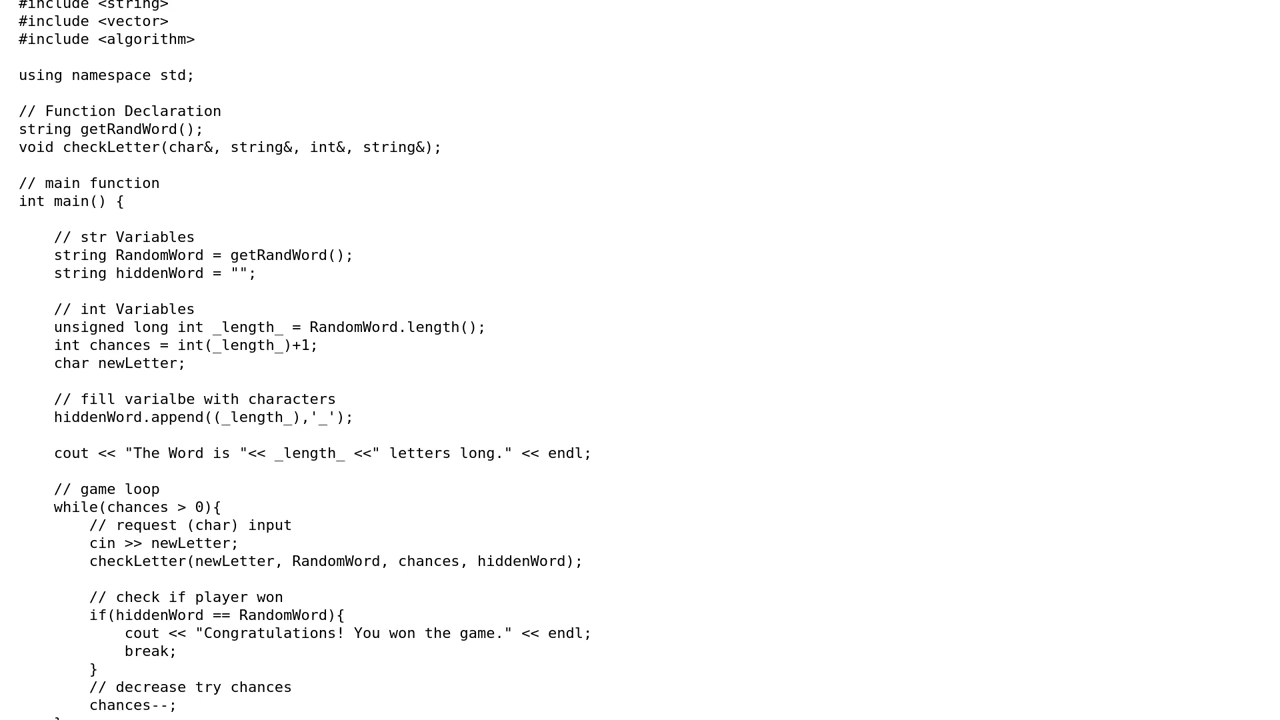 #include <string>
#include <vector>
#include <algorithm>

using namespace std;

// Function Declaration
string getRandWord();
void checkLetter(char&, string&, int&, string&);

// main function
int main() {

    // str Variables
    string RandomWord = getRandWord();
    string hiddenWord = "";

    // int Variables
    unsigned long int _length_ = RandomWord.length();
    int chances = int(_length_)+1;
    char newLetter;

    // fill varialbe with characters
    hiddenWord.append((_length_),'_');

    cout << "The Word is "<< _length_ <<" letters long." << endl;

    // game loop
    while(chances > 0){
        // request (char) input
        cin >> newLetter;
        checkLetter(newLetter, RandomWord, chances, hiddenWord);

        // check if player won
        if(hiddenWord == RandomWord){
            cout << "Congratulations! You won the game." << endl;
            break;
        }
        // decrease try chances
        chances--;
    }